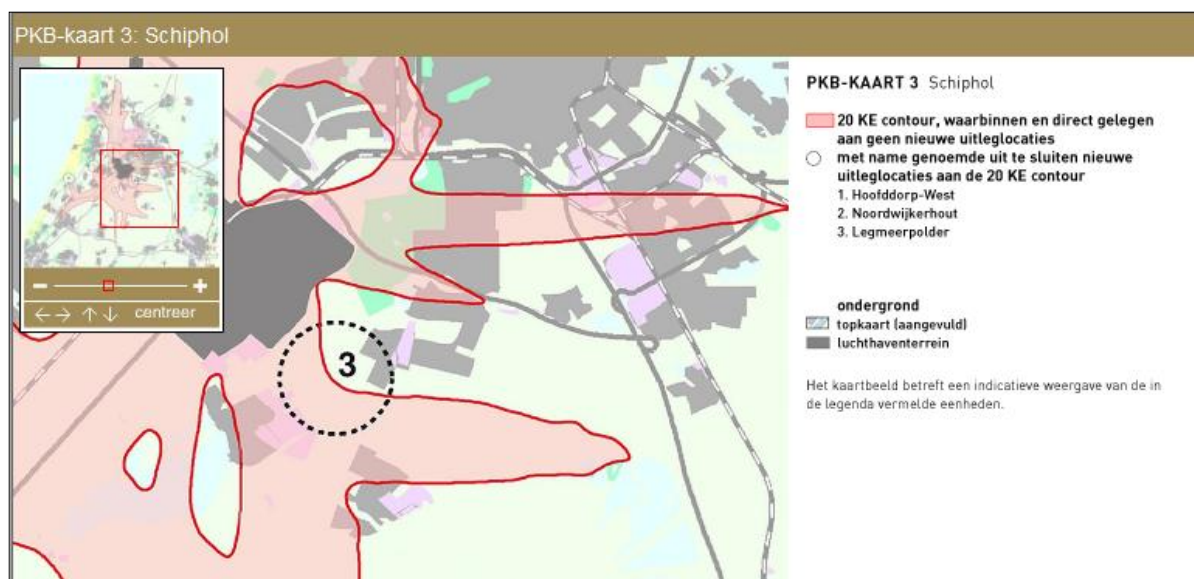 PKB-kaart 3: Schiphol
centreer
3
PKB-KAART 3 Schiphol
20 KE contour, waarbinnen en direct gelegen
aan geen nieuwe uitleglocaties
met name genoemde uit te sluiten nieuwe
uitleglocaties aan de 20 KE contour
1. Hoofddorp-West
2. Noordwijkerhout
3. Legmeerpolder
ondergrond
topkaart (aangevuld)
luchthaventerrein
Het kaartbeeld betreft een indicatieve weergave van de in
de legenda vermelde eenheden.